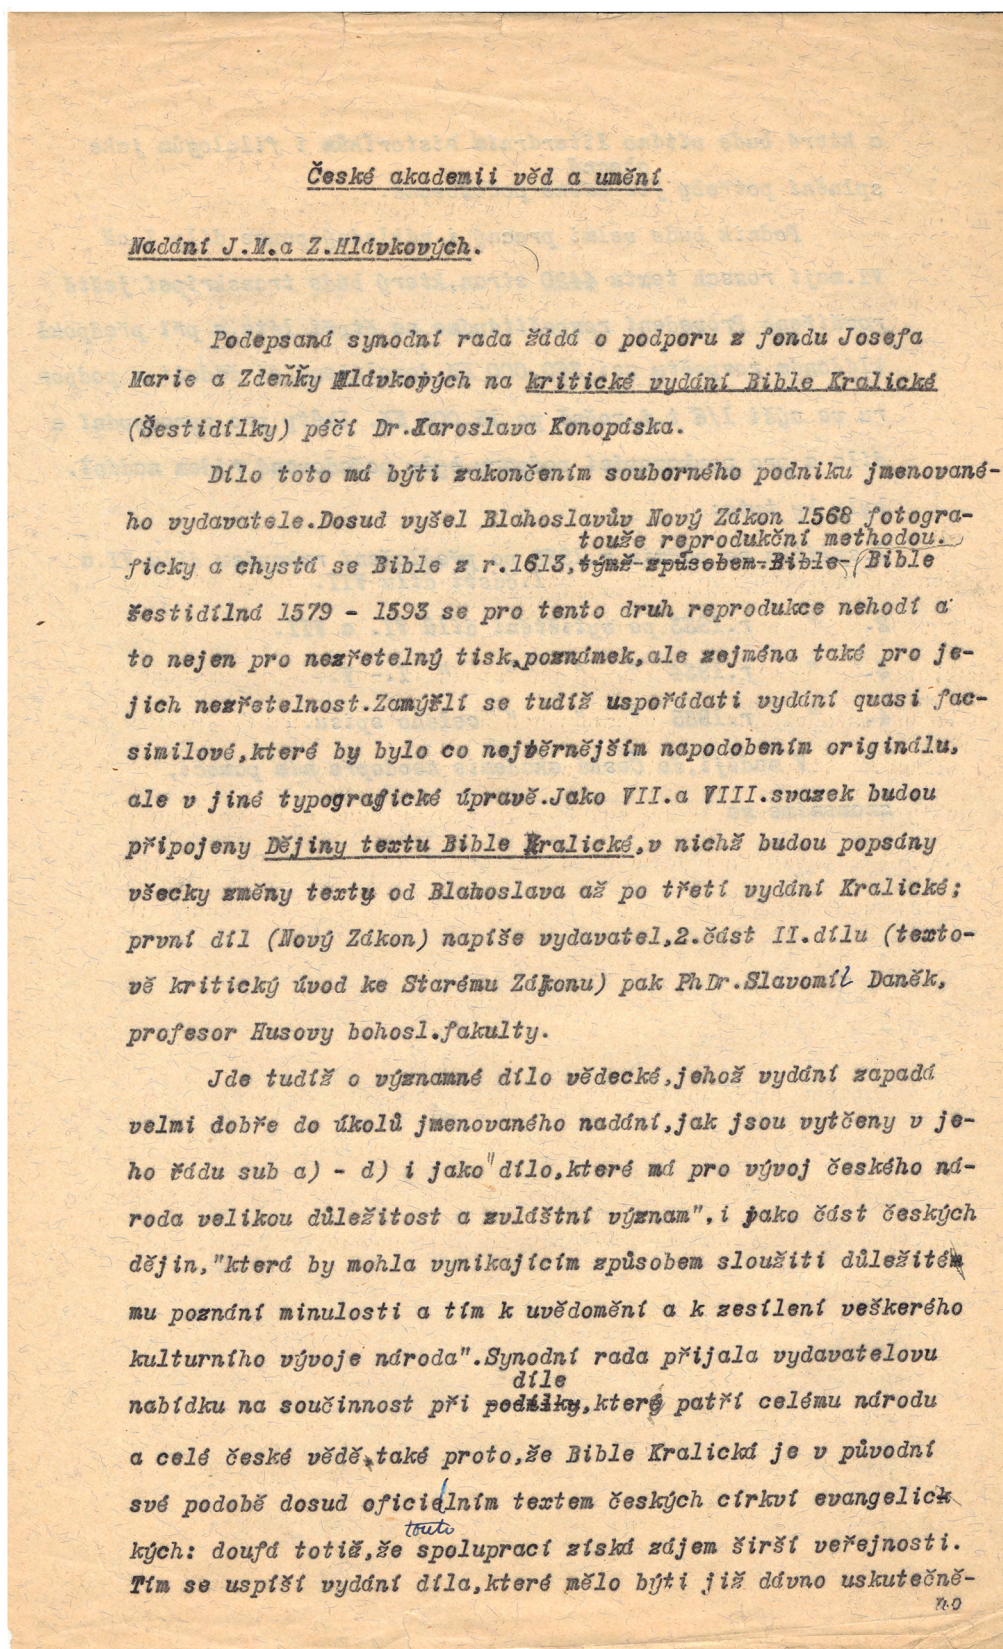 České akademii věd a umění
Nadání J.M.a Z.Hlávkových.
Podepsaná synodní rada žádá o podporu z fondu Josefa
Marie a Zdeňky Hlávkových na kritické vydání Bible Kralické
(Šestidílky) péčí Dr.Karoslava Konopáska.
Dílo toto má býti zakončením souborného podniku jmenované-
ho vydavatele.Dosud vyšel Blahoslavův Nový Zákon 1568 fotogra-
touže reprodukční methodou.
ficky a chystá se Bible z r.1613,týmž způsobem.Bible Bible
šestidílná 1579 - 1593 se pro tento druh reprodukce nehodí a
to nejen pro nezřetelný tisk poznámek,ale zejména také pro je-
jich nezřetelnost.Zamýšlí se tudíž uspořádati vydání quasi fac-
similové,které by bylo co nejvěrnějším napodobením originálu,
ale v jiné typografické úpravě.Jako VII.a VIII.svazek budou
připojeny Dějiny textu Bible Kralické,v nichž budou popsány
všecky změny textu od Blahoslava až po třetí vydání Kralické;
první díl (Nový Zákon) napíše vydavatel,2.část II.dílu (texto-
vě kritický úvod ke Starému Zákonu) pak PhDr.Slavomil Daněk,
profesor Husovy bohosl.fakulty.
Jde tudíž o významné dílo vědecké,jehož vydání zapadá
velmi dobře do úkolů jmenovaného nadání,jak jsou vytčeny v je-
ho řádu sub a) - d) i jako "dílo,které má pro vývoj českého ná-
roda velikou důležitost a zvláštní význam",i jako část českých
dějin,"která by mohla vynikajícím způsobem sloužiti důležité
mu poznání minulosti a tím k uvědomění a k zesílení veškerého
kulturního vývoje národa".Synodní rada přijala vydavatelovu
díle
nabídku na součinnost při podílky,které patří celému národu
a celé české vědě,také proto,že Bible Kralická je v původní
své podobě dosud oficielním textem českých církví evangelic
touto
kých: doufá totiž,že spoluprací získá zájem širší veřejnosti.
Tím se uspíší vydání díla,které mělo býti již dávno uskutečně-
no